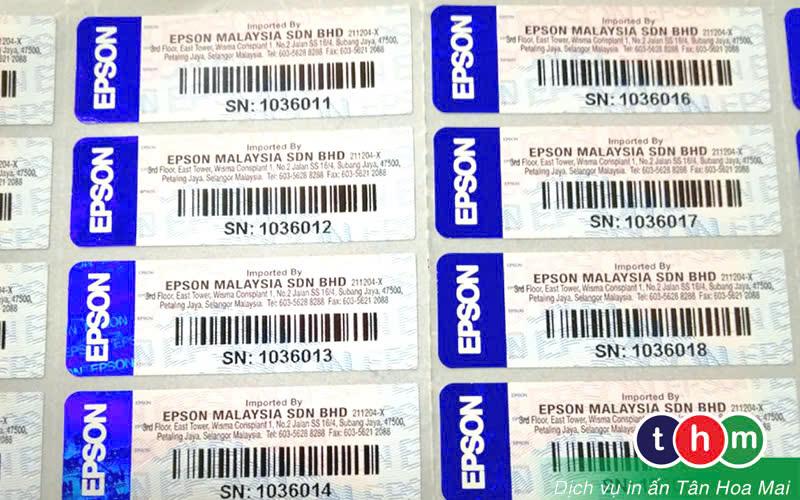 EPSON
Imported By
EPSON MALAYSIA SDN BHD 211204-X
3rd Floor, East Tower, Wisma Consplant 1, No.2 Jalan SS 16/4, Subang Jaya, 47500,
Petaling Jaya, Selangor Malaysia. Tel: 603-5628 8288 Fax: 603-5621 2088
SN: 1036011
EPSON
Imported By
EPSON MALAYSIA SDN BHD 211204-X
3rd Floor, East Tower, Wisma Consplant 1, No.2 Jalan SS 16/4, Subang Jaya, 47500,
Petaling Jaya, Selangor Malaysia. Tel: 603-5628 8288 Fax: 603-5621 2088
SN: 1036012
EPSON
Imported By
EPSON MALAYSIA SDN BHD 211204-X
3rd Floor, East Tower, Wisma Consplant 1, No.2 Jalan SS 16/4, Subang Jaya, 47500,
Petaling Jaya, Selangor Malaysia. Tel: 603-5628 8288 Fax: 603-5621 2088
SN: 1036013
EPSON
Imported By
EPSON MALAYSIA SDN BHD 211204-X
3rd Floor, East Tower, Wisma Consplant 1, No.2 Jalan SS 16/4, Subang Jaya, 47500,
Petaling Jaya, Selangor Malaysia. Tel: 603-5628 8288 Fax: 603-5621 2088
SN: 1036014
EPSON
Imported By
EPSON MALAYSIA SDN BHD 211204-X
3rd Floor, East Tower, Wisma Consplant 1, No.2 Jalan SS 16/4, Subang Jaya, 47500,
Petaling Jaya, Selangor Malaysia. Tel: 603-5628 8288 Fax: 603-5621 2088
SN: 1036016
EPSON
Imported By
EPSON MALAYSIA SDN BHD 211204-X
3rd Floor, East Tower, Wisma Consplant 1, No.2 Jalan SS 16/4, Subang Jaya, 47500,
Petaling Jaya, Selangor Malaysia. Tel: 603-5628 8288 Fax: 603-5621 2088
SN: 1036017
EPSON
Imported By
EPSON MALAYSIA SDN BHD 211204-X
3rd Floor, East Tower, Wisma Consplant 1, No.2 Jalan SS 16/4, Subang Jaya, 47500,
Petaling Jaya, Selangor Malaysia. Tel: 603-5628 8288 Fax: 603-5621 2088
SN: 1036018
EPSON
Imported By
EPSON MALAYSIA SDN BHD 211204-X
3rd Floor, East Tower, Wisma Consplant 1, No.2 Jalan SS
Petaling Jaya, Selangor Malaysia. Tel: 603-5628
thm
Dịch vụ in ấn Tân Hoa Mai